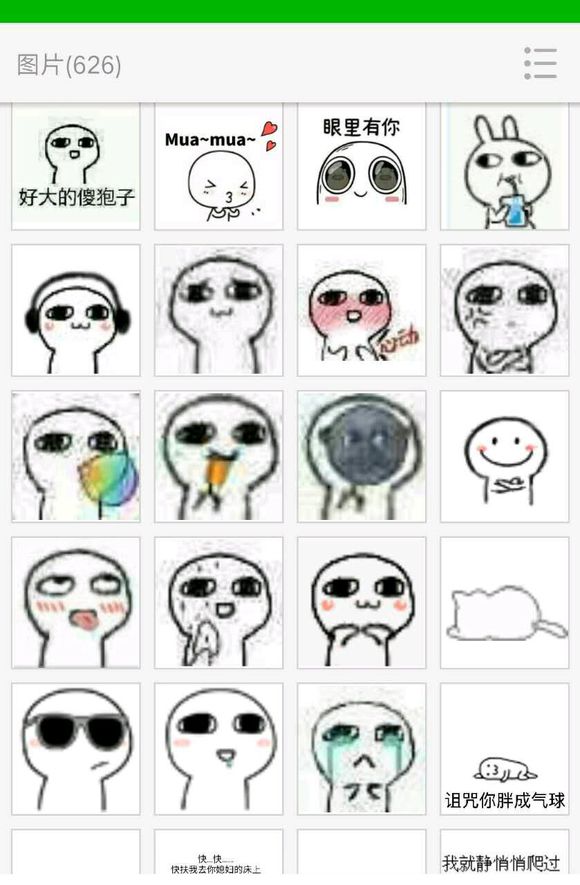 图片(626)
好大的傻狍子
Mua~mua~
眼里有你
心动
诅咒你胖成气球
快...快......
快扶我去你媳妇的床上
我就静悄悄爬过